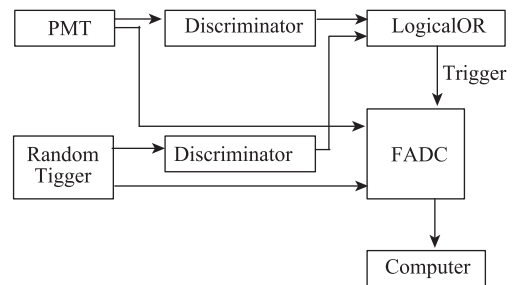 PMT
Discriminator
LogicalOR
Trigger
Random
Tigger
Discriminator
FADC
Computer